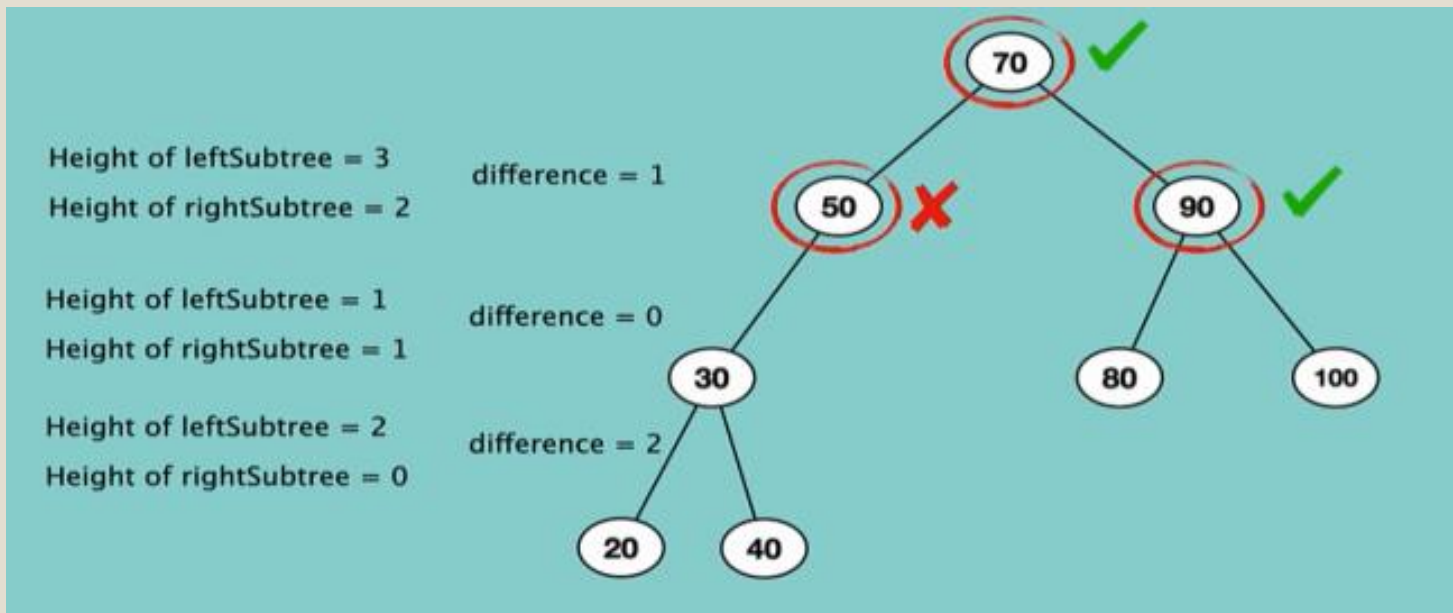 Height of leftSubtree = 3
Height of rightSubtree = 2
difference = 1
Height of leftSubtree = 1
Height of rightSubtree = 1
difference = 0
Height of leftSubtree = 2
Height of rightSubtree = 0
difference = 2
70
50
90
30
80
100
20
40